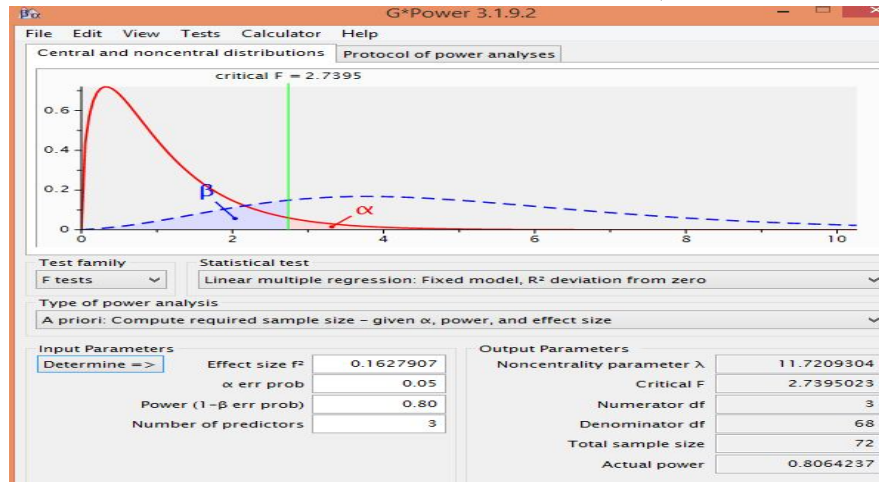 βα G*Power 3.1.9.2
File Edit View Tests Calculator Help
Central and noncentral distributions Protocol of power analyses
critical F = 2.7395
0.6
0.4
0.2
0
β
α
0 2 4 6 8 10
Test family Statistical test
F tests Linear multiple regression: Fixed model, R² deviation from zero
Type of power analysis
A priori: Compute required sample size – given α, power, and effect size
Input Parameters Output Parameters
Determine => Effect size f² 0.1627907 Noncentrality parameter λ 11.7209304
α err prob 0.05 Critical F 2.7395023
Power (1-β err prob) 0.80 Numerator df 3
Number of predictors 3 Denominator df 68
Total sample size 72
Actual power 0.8064237